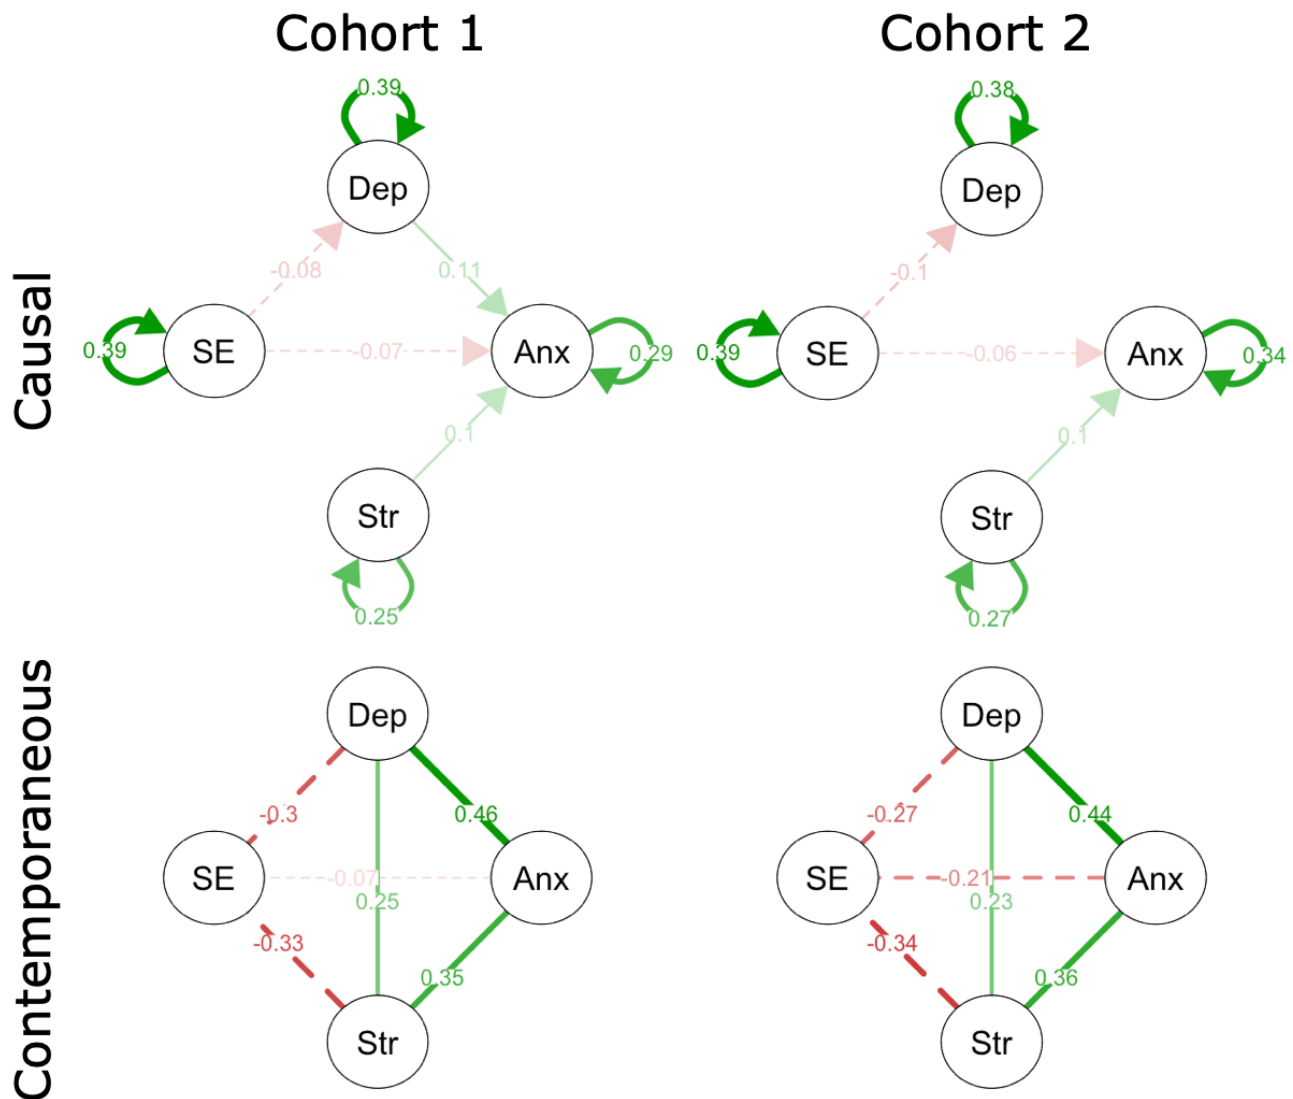 Cohort 1
Cohort 2
Causal
0.39
Dep
-0.08
0.11
0.39
SE
-0.07
Anx
0.29
0.1
Str
0.25
0.38
Dep
-0.1
0.39
SE
-0.06
Anx
0.34
0.1
Str
0.27
Contemporaneous
Dep
-0.3
0.46
SE
-0.07
Anx
0.25
-0.33
0.35
Str
Dep
-0.27
0.44
SE
-0.21
Anx
0.23
-0.34
0.36
Str